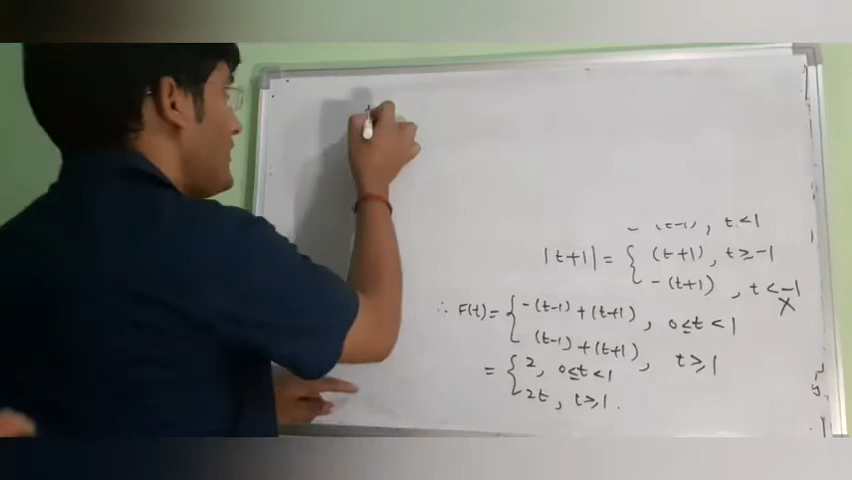 - (t-1), t<1
|t+1| = { (t+1), t≥-1
-(t+1), t<-1
X
∴ F(t) = { -(t-1)+(t+1), 0≤t<1
(t-1)+(t+1), t≥1
= { 2, 0≤t<1
2t, t≥1.